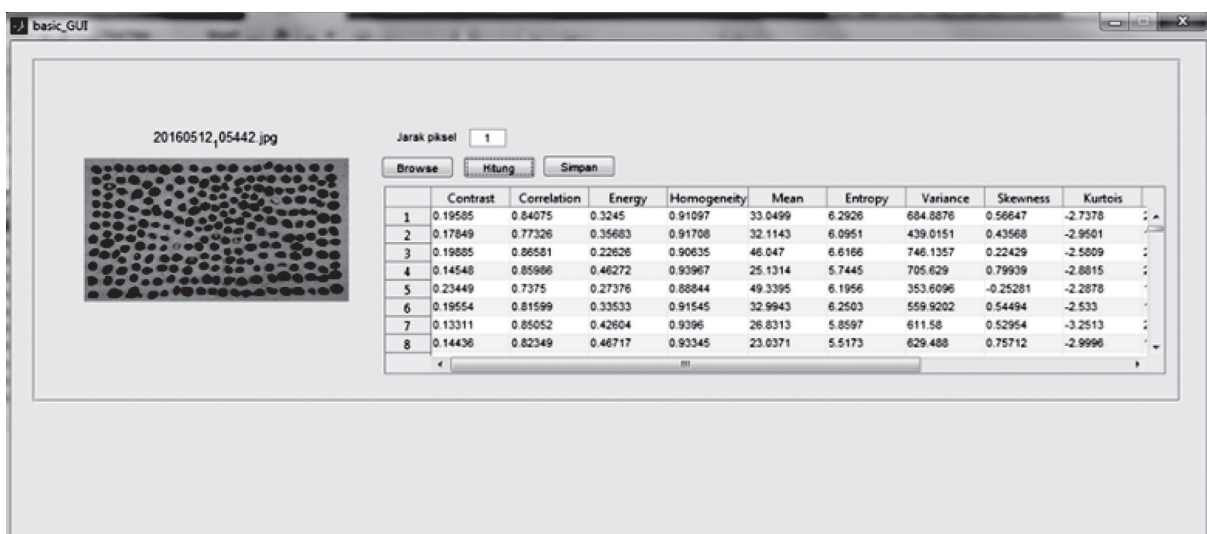 basic_GUI
20160512,05442.jpg
Jarak piksel 1
Browse Hitung Simpan
Contrast Correlation Energy Homogeneity Mean Entropy Variance Skewness Kurtois
1 0.19585 0.84075 0.3245 0.91097 33.0499 6.2926 684.8876 0.56647 -2.7378
2 0.17849 0.77326 0.35683 0.91708 32.1143 6.0951 439.0151 0.43568 -2.9501
3 0.19885 0.86581 0.22626 0.90635 46.047 6.6166 746.1357 0.22429 -2.5809
4 0.14548 0.85986 0.46272 0.93967 25.1314 5.7445 705.629 0.79939 -2.8815
5 0.23449 0.7375 0.27376 0.88844 49.3395 6.1956 353.6096 -0.25281 -2.2878
6 0.19554 0.81599 0.33533 0.91545 32.9943 6.2503 559.9202 0.54494 -2.533
7 0.13311 0.85052 0.42604 0.9396 26.8313 5.8597 611.58 0.52954 -3.2513
8 0.14436 0.82349 0.46717 0.93345 23.0371 5.5173 629.488 0.75712 -2.9996